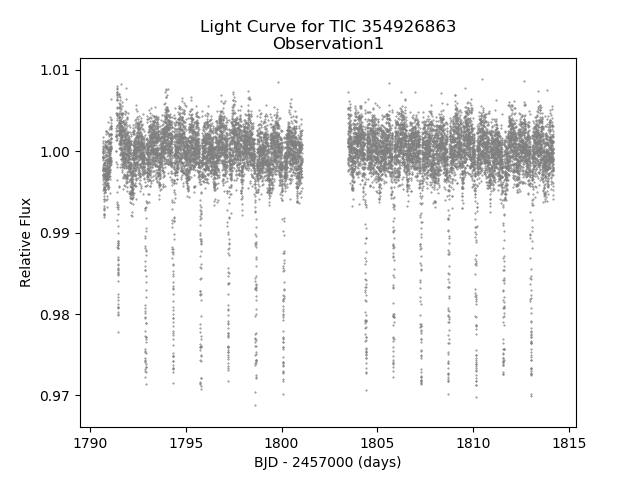 Light Curve for TIC 354926863
Observation1
1.01
1.00
0.99
0.98
0.97
Relative Flux
1790
1795
1800
1805
1810
1815
BJD - 2457000 (days)